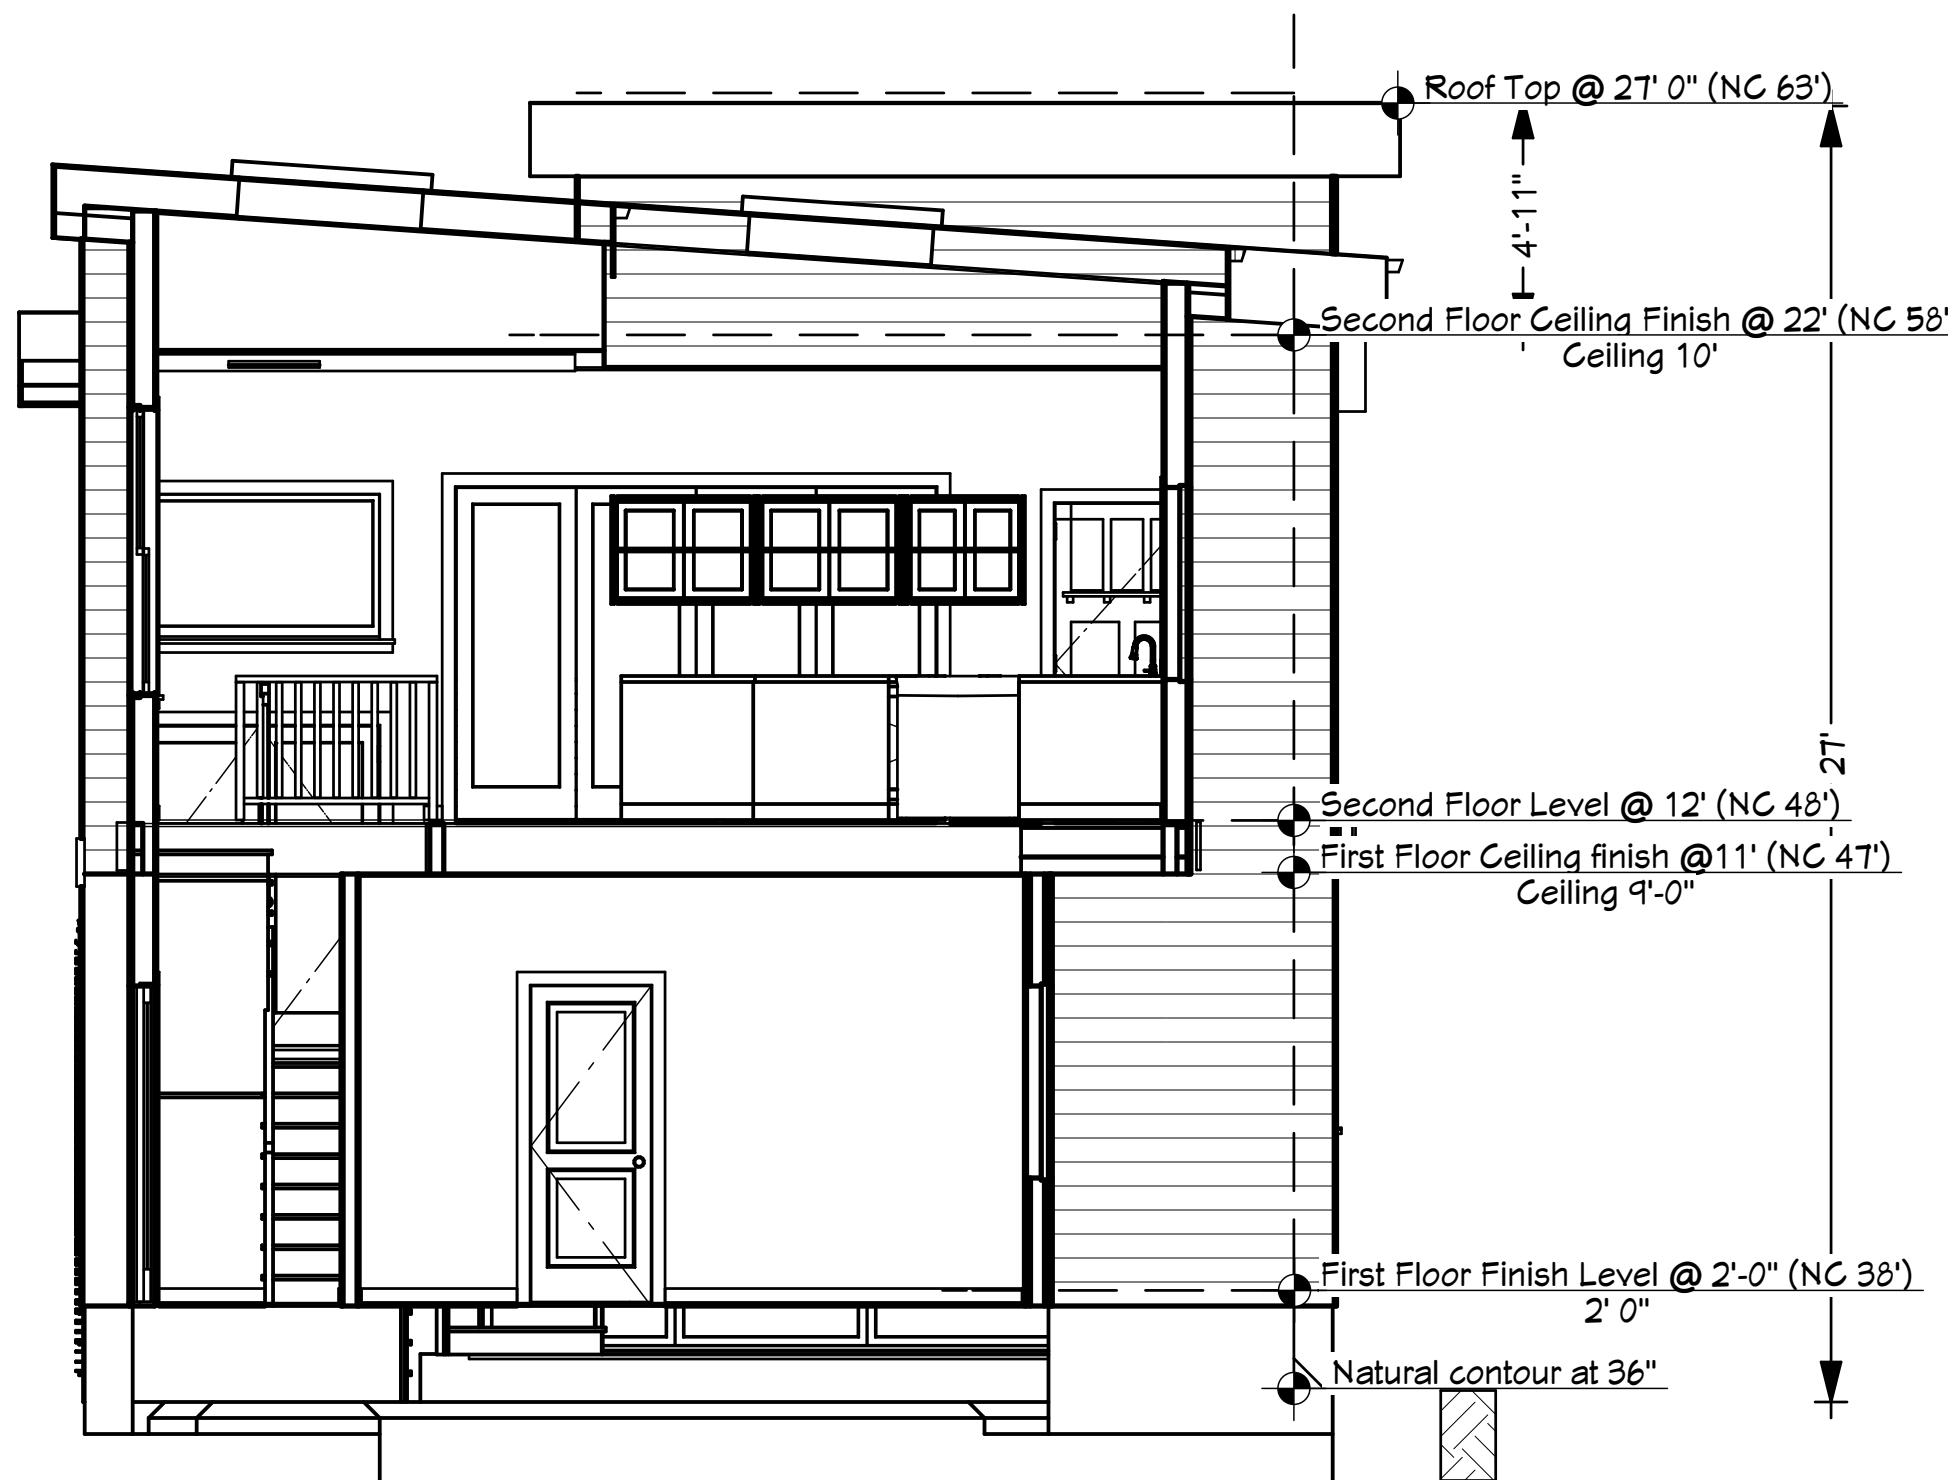 Roof Top @ 27' 0" (NC 63')
4'-11"
Second Floor Ceiling Finish @ 22' (NC 58'
Ceiling 10'
27'
Second Floor Level @ 12' (NC 48')
First Floor Ceiling finish @11' (NC 47')
Ceiling 9'-0"
First Floor Finish Level @ 2'-0" (NC 38')
2' 0"
Natural contour at 36"